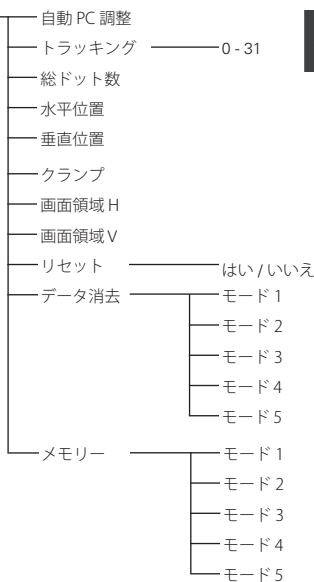 自動 PC 調整
トラッキング 0 - 31
総ドット数
水平位置
垂直位置
クランプ
画面領域 H
画面領域 V
リセット はい / いいえ
データ消去 モード 1
モード 2
モード 3
モード 4
モード 5
メモリー モード 1
モード 2
モード 3
モード 4
モード 5